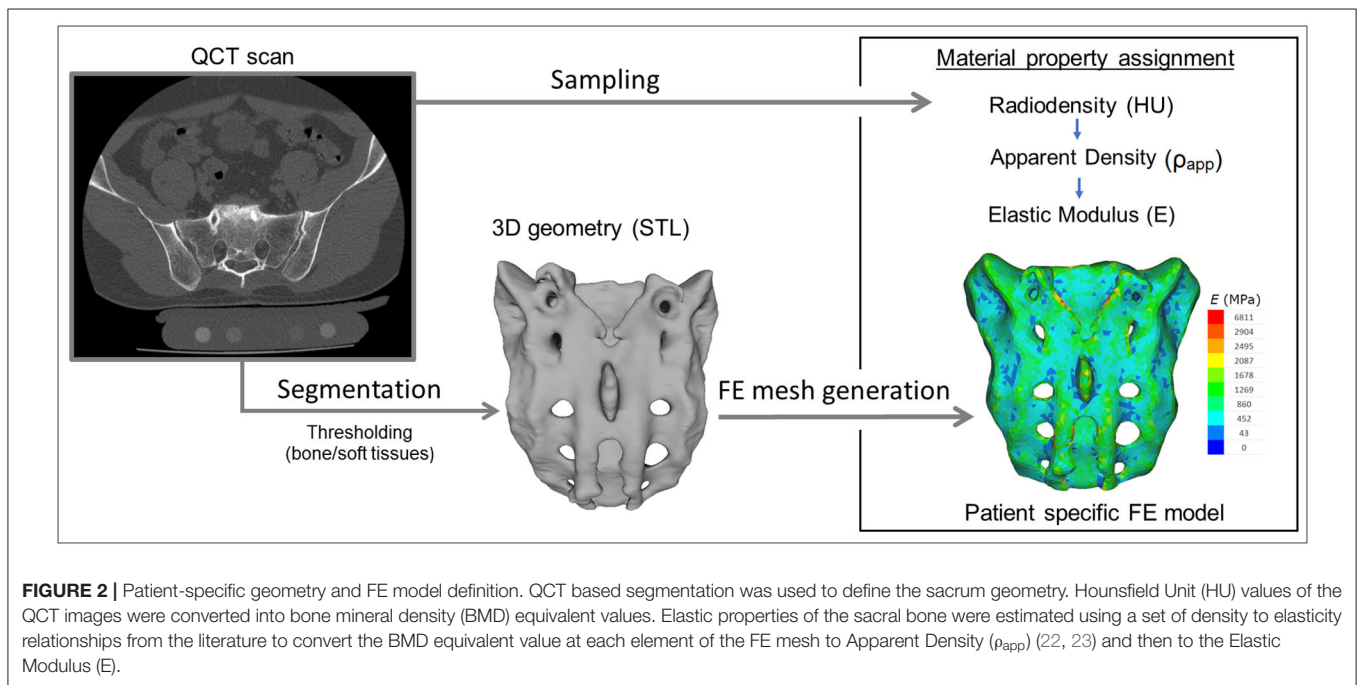 QCT scan
Sampling
Material property assignment
Radiodensity (HU)
Apparent Density (ρapp)
Elastic Modulus (E)
3D geometry (STL)
Segmentation
Thresholding
(bone/soft tissues)
FE mesh generation
E (MPa)
6811
2904
2495
2087
1678
1269
860
452
43
0
Patient specific FE model
FIGURE 2 | Patient-specific geometry and FE model definition. QCT based segmentation was used to define the sacrum geometry. Hounsfield Unit (HU) values of the
QCT images were converted into bone mineral density (BMD) equivalent values. Elastic properties of the sacral bone were estimated using a set of density to elasticity
relationships from the literature to convert the BMD equivalent value at each element of the FE mesh to Apparent Density (ρapp) (22, 23) and then to the Elastic
Modulus (E).